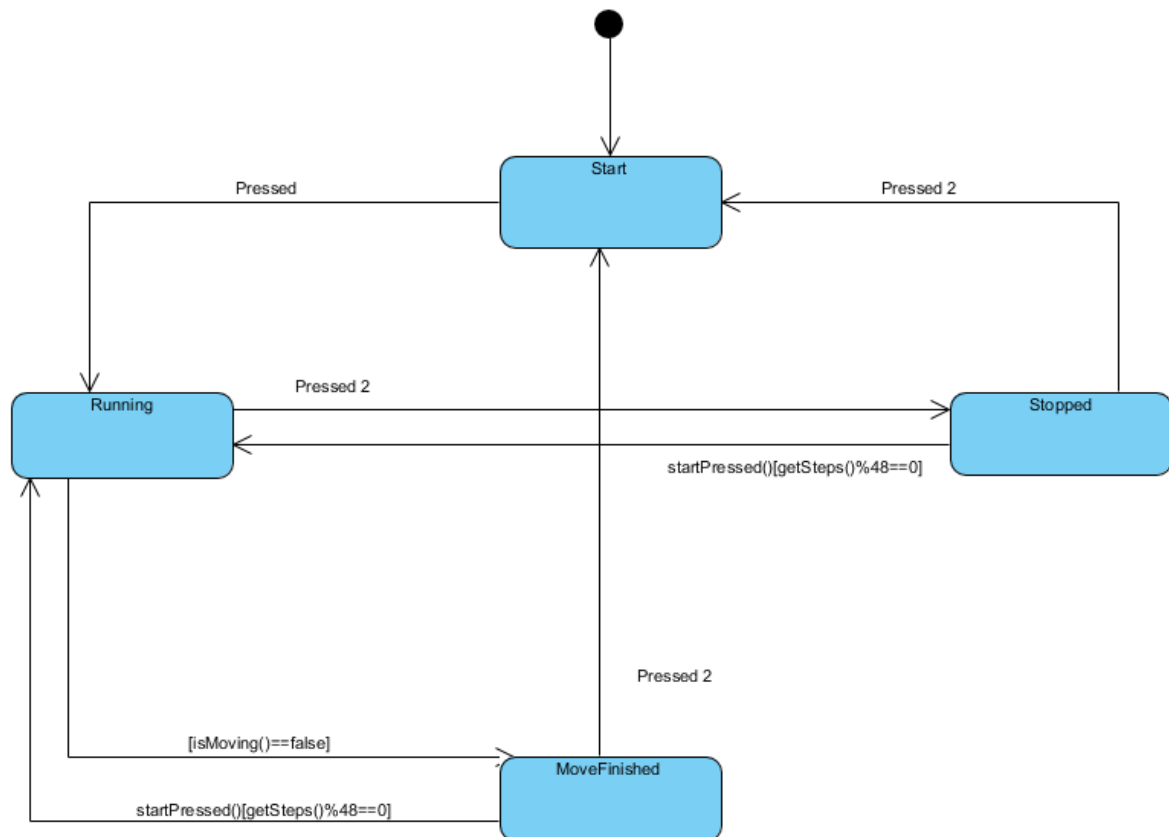 Start
Pressed
Pressed 2
Pressed 2
Running
Stopped
startPressed()[getSteps()%48==0]
Pressed 2
[isMoving()==false]
MoveFinished
startPressed()[getSteps()%48==0]